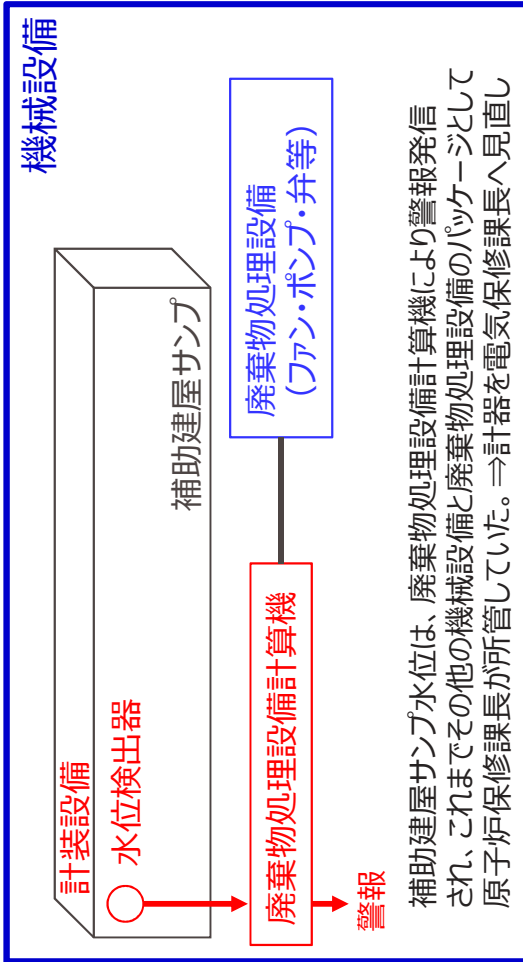 機械設備
計装設備
水位検出器
補助建屋サンプ
廃棄物処理設備計算機
廃棄物処理設備
(ファン・ポンプ・弁等)
警報
補助建屋サンプ水位は、廃棄物処理設備計算機により警報発信
され、これまでその他の機械設備と廃棄物処理設備のパッケージとして
原子炉保修課長が所管していた。⇒計器を電気保修課長へ見直し